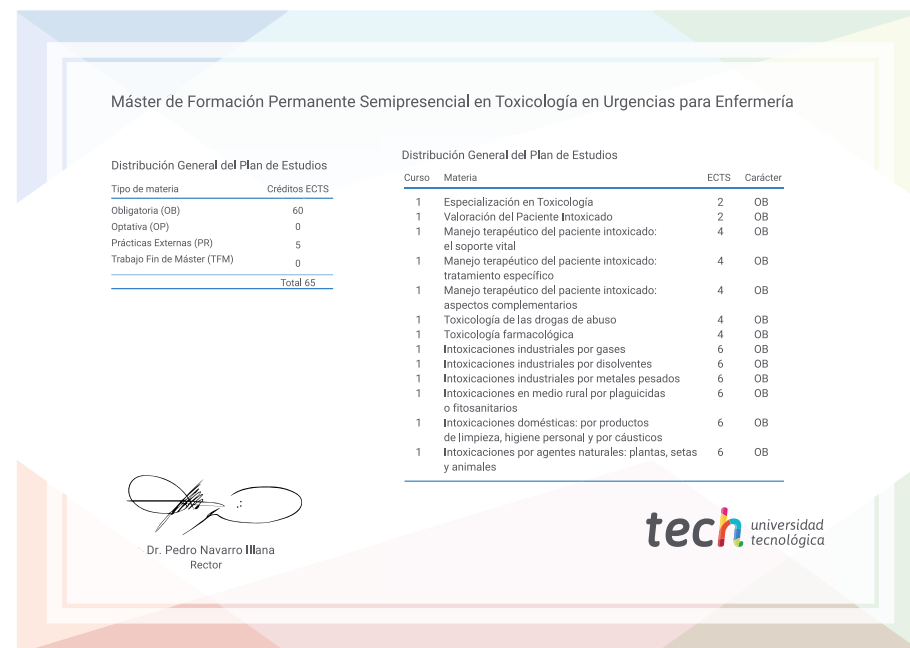 Máster de Formación Permanente Semipresencial en Toxicología en Urgencias para Enfermería
Distribución General del Plan de Estudios
Tipo de materia Créditos ECTS
Obligatoria (OB) 60
Optativa (OP) 0
Prácticas Externas (PR) 5
Trabajo Fin de Máster (TFM) 0
Total 65
Distribución General del Plan de Estudios
Curso Materia ECTS Carácter
1 Especialización en Toxicología 2 OB
1 Valoración del Paciente Intoxicado 2 OB
1 Manejo terapéutico del paciente intoxicado: 4 OB
el soporte vital
1 Manejo terapéutico del paciente intoxicado: 4 OB
tratamiento específico
1 Manejo terapéutico del paciente intoxicado: 4 OB
aspectos complementarios
1 Toxicología de las drogas de abuso 4 OB
1 Toxicología farmacológica 4 OB
1 Intoxicaciones industriales por gases 6 OB
1 Intoxicaciones industriales por disolventes 6 OB
1 Intoxicaciones industriales por metales pesados 6 OB
1 Intoxicaciones en medio rural por plaguicidas 6 OB
o fitosanitarios
1 Intoxicaciones domésticas: por productos 6 OB
de limpieza, higiene personal y por cáusticos
1 Intoxicaciones por agentes naturales: plantas, setas 6 OB
y animales
Dr. Pedro Navarro Illana
Rector
tech universidad
tecnológica